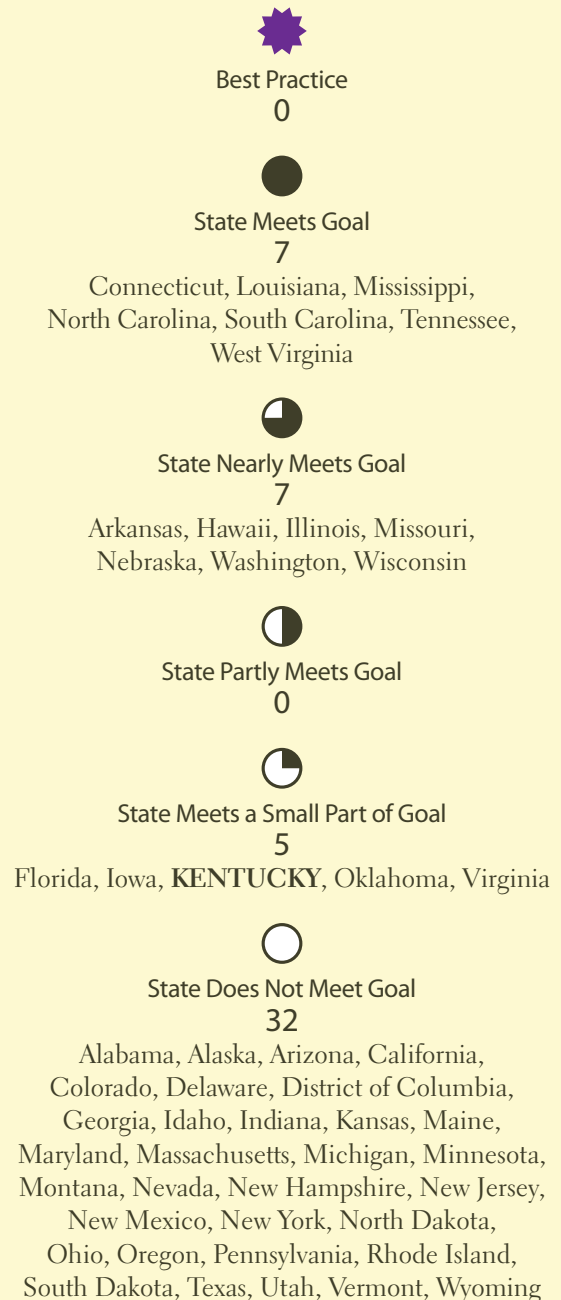 Best Practice
0
State Meets Goal
7
Connecticut, Louisiana, Mississippi,
North Carolina, South Carolina, Tennessee,
West Virginia
State Nearly Meets Goal
7
Arkansas, Hawaii, Illinois, Missouri,
Nebraska, Washington, Wisconsin
State Partly Meets Goal
0
State Meets a Small Part of Goal
5
Florida, Iowa, KENTUCKY, Oklahoma, Virginia
State Does Not Meet Goal
32
Alabama, Alaska, Arizona, California,
Colorado, Delaware, District of Columbia,
Georgia, Idaho, Indiana, Kansas, Maine,
Maryland, Massachusetts, Michigan, Minnesota,
Montana, Nevada, New Hampshire, New Jersey,
New Mexico, New York, North Dakota,
Ohio, Oregon, Pennsylvania, Rhode Island,
South Dakota, Texas, Utah, Vermont, Wyoming